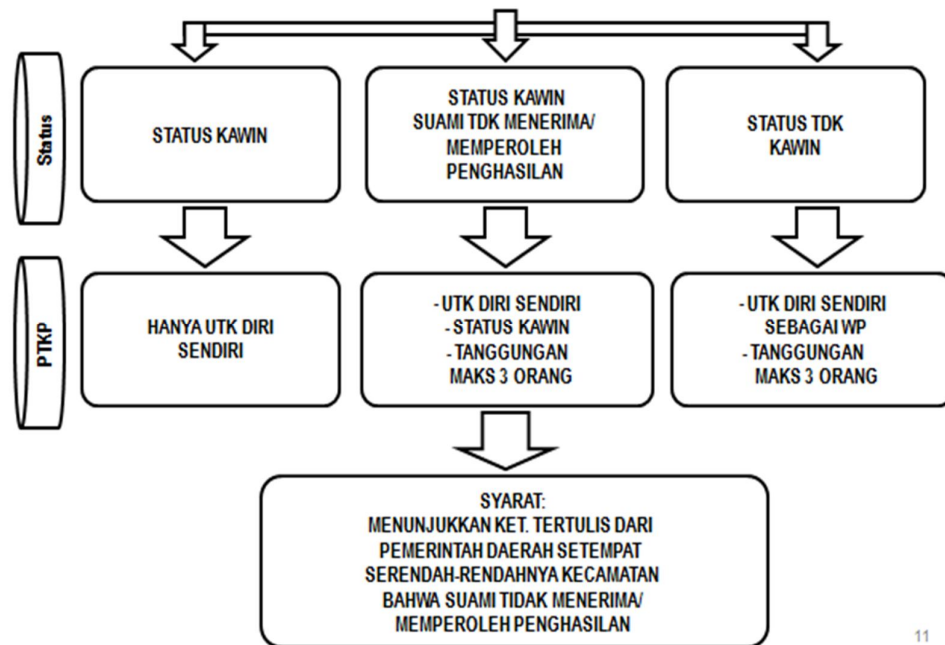 Status
STATUS KAWIN
STATUS KAWIN
SUAMI TDK MENERIMA/
MEMPEROLEH
PENGHASILAN
STATUS TDK
KAWIN
PTKP
HANYA UTK DIRI
SENDIRI
- UTK DIRI SENDIRI
- STATUS KAWIN
- TANGGUNGAN
MAKS 3 ORANG
- UTK DIRI SENDIRI
SEBAGAI WP
- TANGGUNGAN
MAKS 3 ORANG
SYARAT:
MENUNJUKKAN KET. TERTULIS DARI
PEMERINTAH DAERAH SETEMPAT
SERENDAH-RENDAHNYA KECAMATAN
BAHWA SUAMI TIDAK MENERIMA/
MEMPEROLEH PENGHASILAN
11